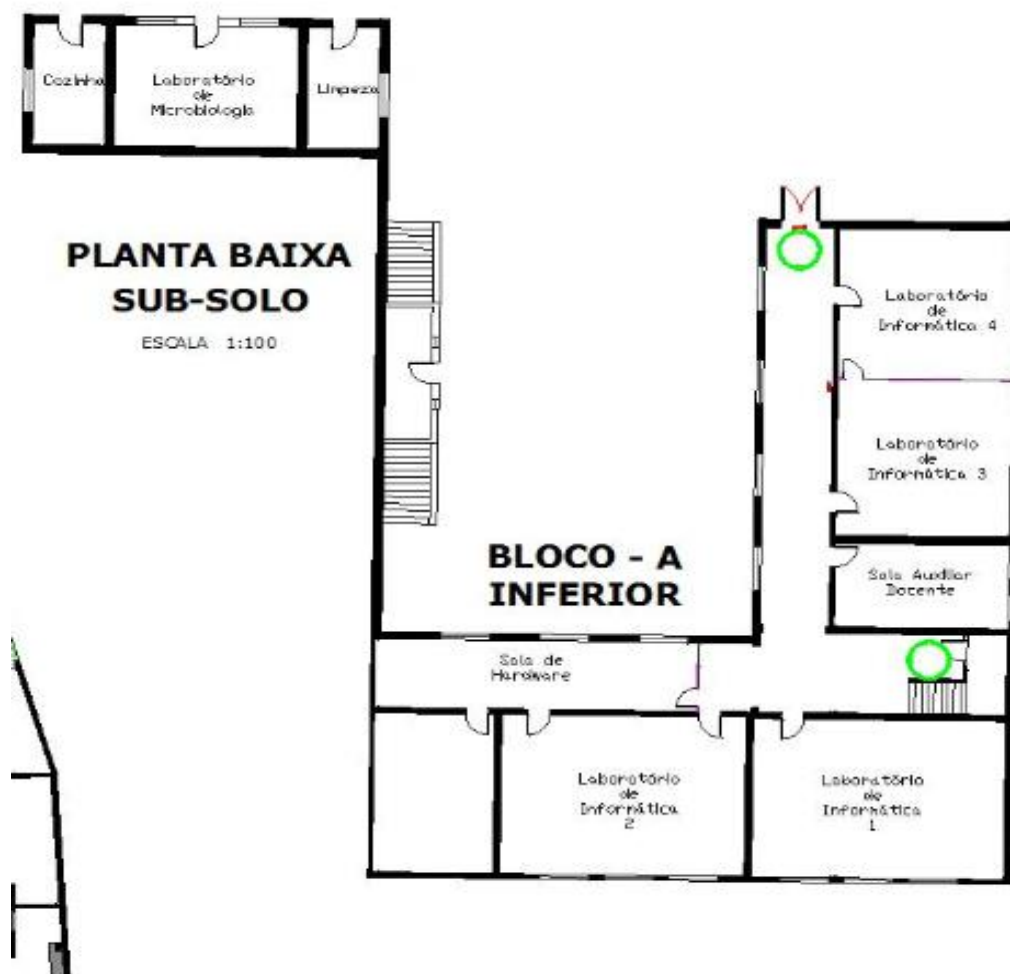 Cozinha
Laboratório
de
Microbiologia
Limpeza
PLANTA BAIXA
SUB-SOLO
ESCALA 1:100
Laboratório
de
Informática 4
Laboratório
de
Informática 3
BLOCO - A
INFERIOR
Sala Auxiliar
Docente
Sala de
Hardware
Laboratório
de
Informática
2
Laboratório
de
Informática
1